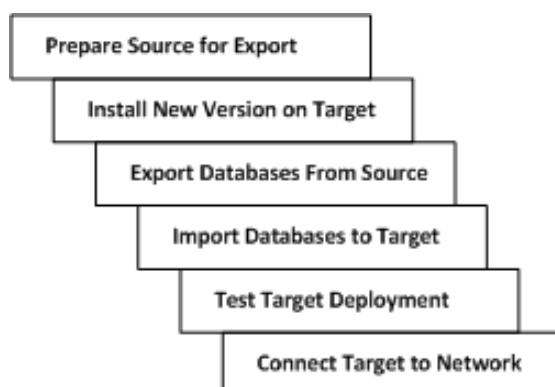 Prepare Source for Export
Install New Version on Target
Export Databases From Source
Import Databases to Target
Test Target Deployment
Connect Target to Network